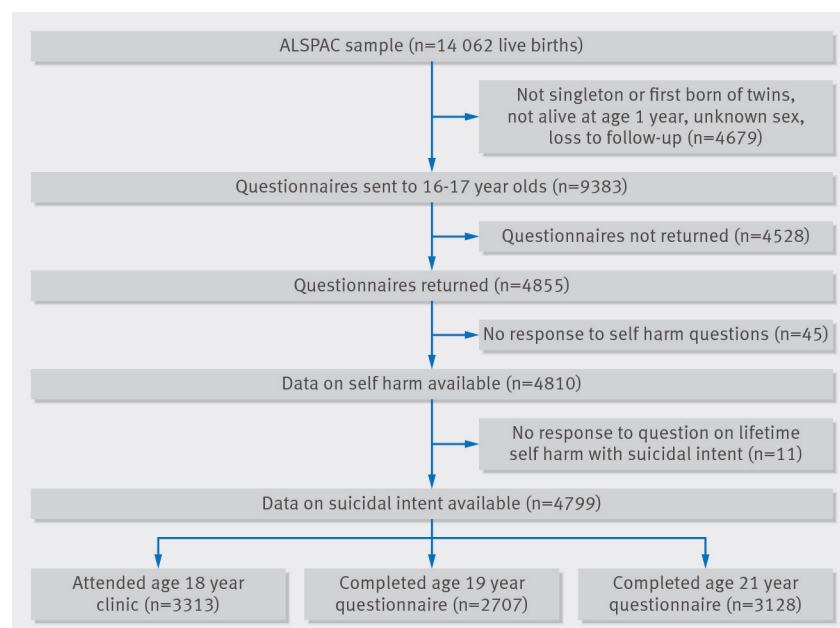 ALSPAC sample (n=14 062 live births)
Not singleton or first born of twins,
not alive at age 1 year, unknown sex,
loss to follow-up (n=4679)
Questionnaires sent to 16-17 year olds (n=9383)
Questionnaires not returned (n=4528)
Questionnaires returned (n=4855)
No response to self harm questions (n=45)
Data on self harm available (n=4810)
No response to question on lifetime
self harm with suicidal intent (n=11)
Data on suicidal intent available (n=4799)
Attended age 18 year
clinic (n=3313)
Completed age 19 year
questionnaire (n=2707)
Completed age 21 year
questionnaire (n=3128)